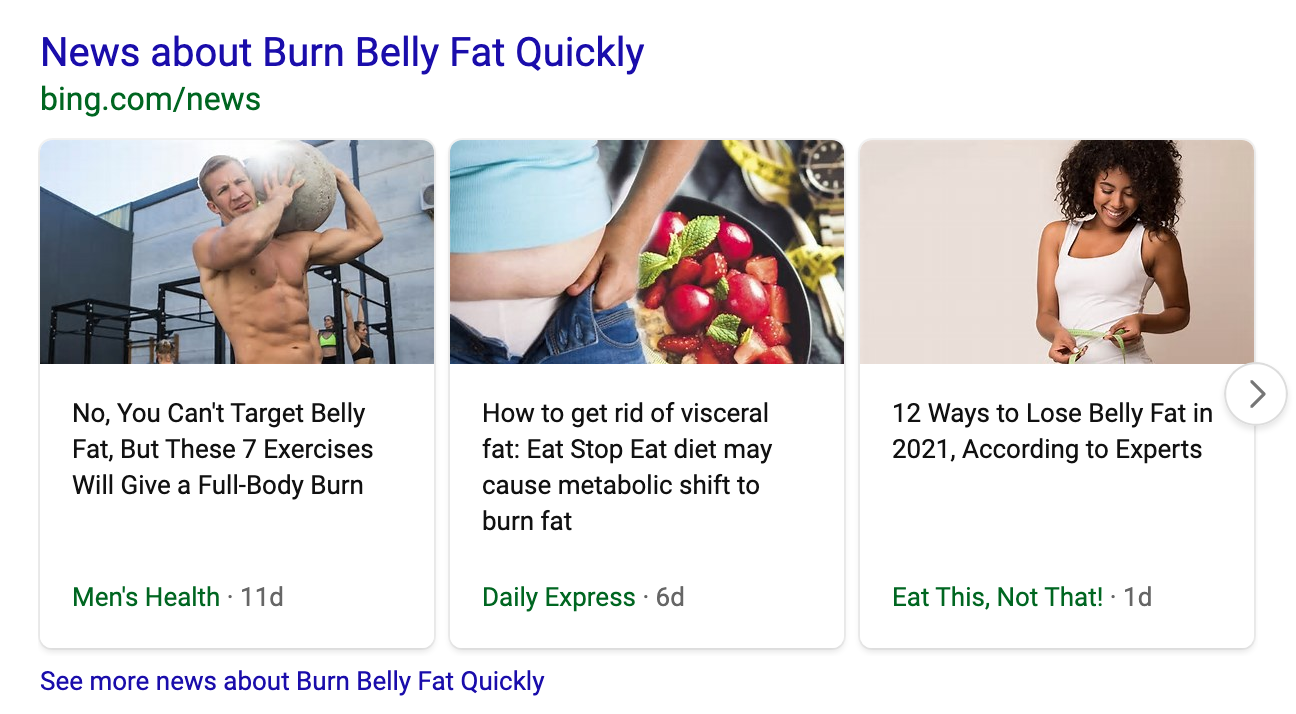 News about Burn Belly Fat Quickly
bing.com/news
No, You Can't Target Belly
Fat, But These 7 Exercises
Will Give a Full-Body Burn
Men's Health · 11d
How to get rid of visceral
fat: Eat Stop Eat diet may
cause metabolic shift to
burn fat
Daily Express · 6d
12 Ways to Lose Belly Fat in
2021, According to Experts
Eat This, Not That! · 1d
See more news about Burn Belly Fat Quickly